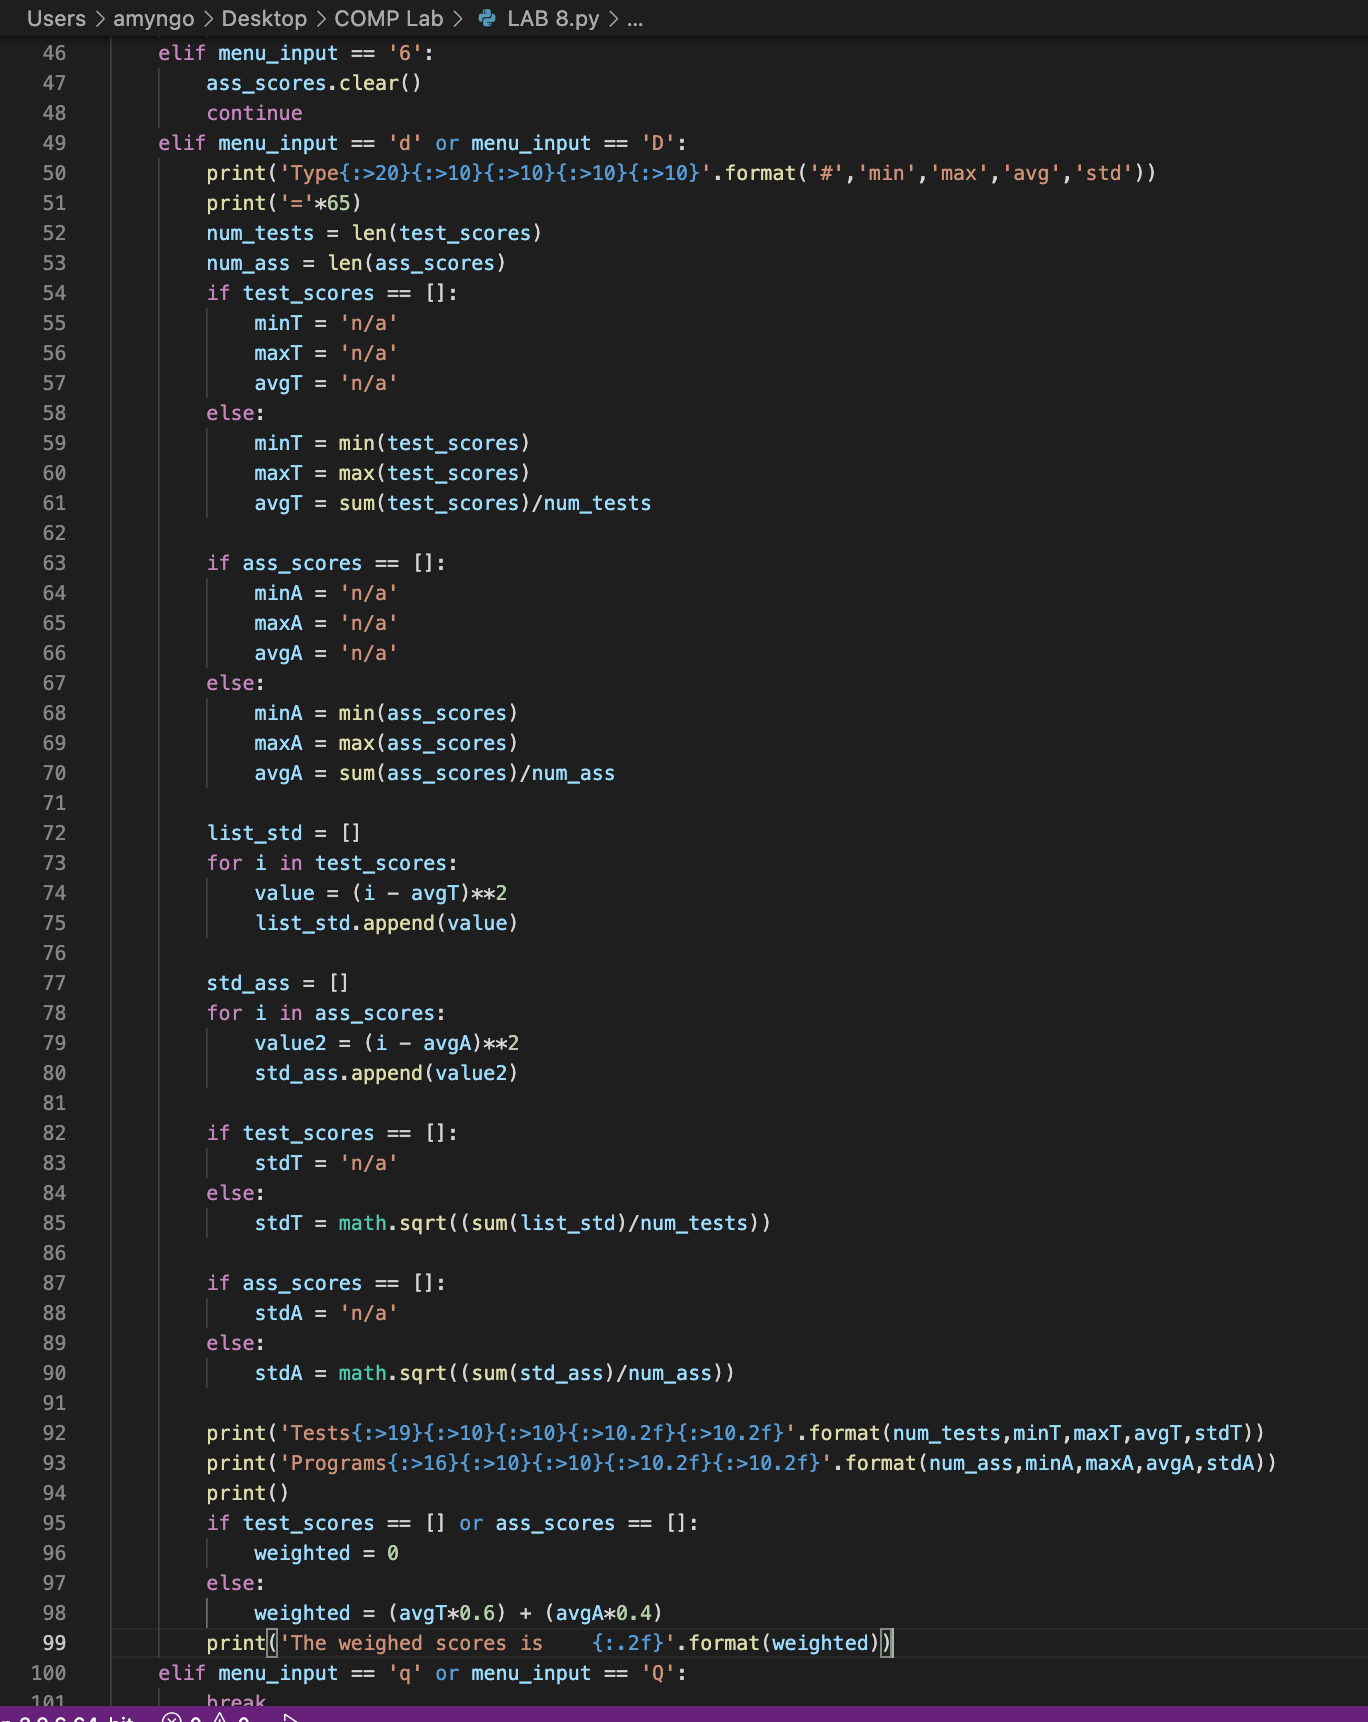 Users > amyngo > Desktop > COMP Lab > LAB 8.py > ...
46 elif menu_input == '6':
47 ass_scores.clear()
48 continue
49 elif menu_input == 'd' or menu_input == 'D':
50 print('Type{:>20}{:>10}{:>10}{:>10}{:>10}'.format('#','min','max','avg','std'))
51 print('='*65)
52 num_tests = len(test_scores)
53 num_ass = len(ass_scores)
54 if test_scores == []:
55 minT = 'n/a'
56 maxT = 'n/a'
57 avgT = 'n/a'
58 else:
59 minT = min(test_scores)
60 maxT = max(test_scores)
61 avgT = sum(test_scores)/num_tests
62
63 if ass_scores == []:
64 minA = 'n/a'
65 maxA = 'n/a'
66 avgA = 'n/a'
67 else:
68 minA = min(ass_scores)
69 maxA = max(ass_scores)
70 avgA = sum(ass_scores)/num_ass
71
72 list_std = []
73 for i in test_scores:
74 value = (i - avgT)**2
75 list_std.append(value)
76
77 std_ass = []
78 for i in ass_scores:
79 value2 = (i - avgA)**2
80 std_ass.append(value2)
81
82 if test_scores == []:
83 stdT = 'n/a'
84 else:
85 stdT = math.sqrt((sum(list_std)/num_tests))
86
87 if ass_scores == []:
88 stdA = 'n/a'
89 else:
90 stdA = math.sqrt((sum(std_ass)/num_ass))
91
92 print('Tests{:>19}{:>10}{:>10}{:>10.2f}{:>10.2f}'.format(num_tests,minT,maxT,avgT,stdT))
93 print('Programs{:>16}{:>10}{:>10}{:>10.2f}{:>10.2f}'.format(num_ass,minA,maxA,avgA,stdA))
94 print()
95 if test_scores == [] or ass_scores == []:
96 weighted = 0
97 else:
98 weighted = (avgT*0.6) + (avgA*0.4)
99 print('The weighed scores is    {:.2f}'.format(weighted))
100 elif menu_input == 'q' or menu_input == 'Q':
101 break